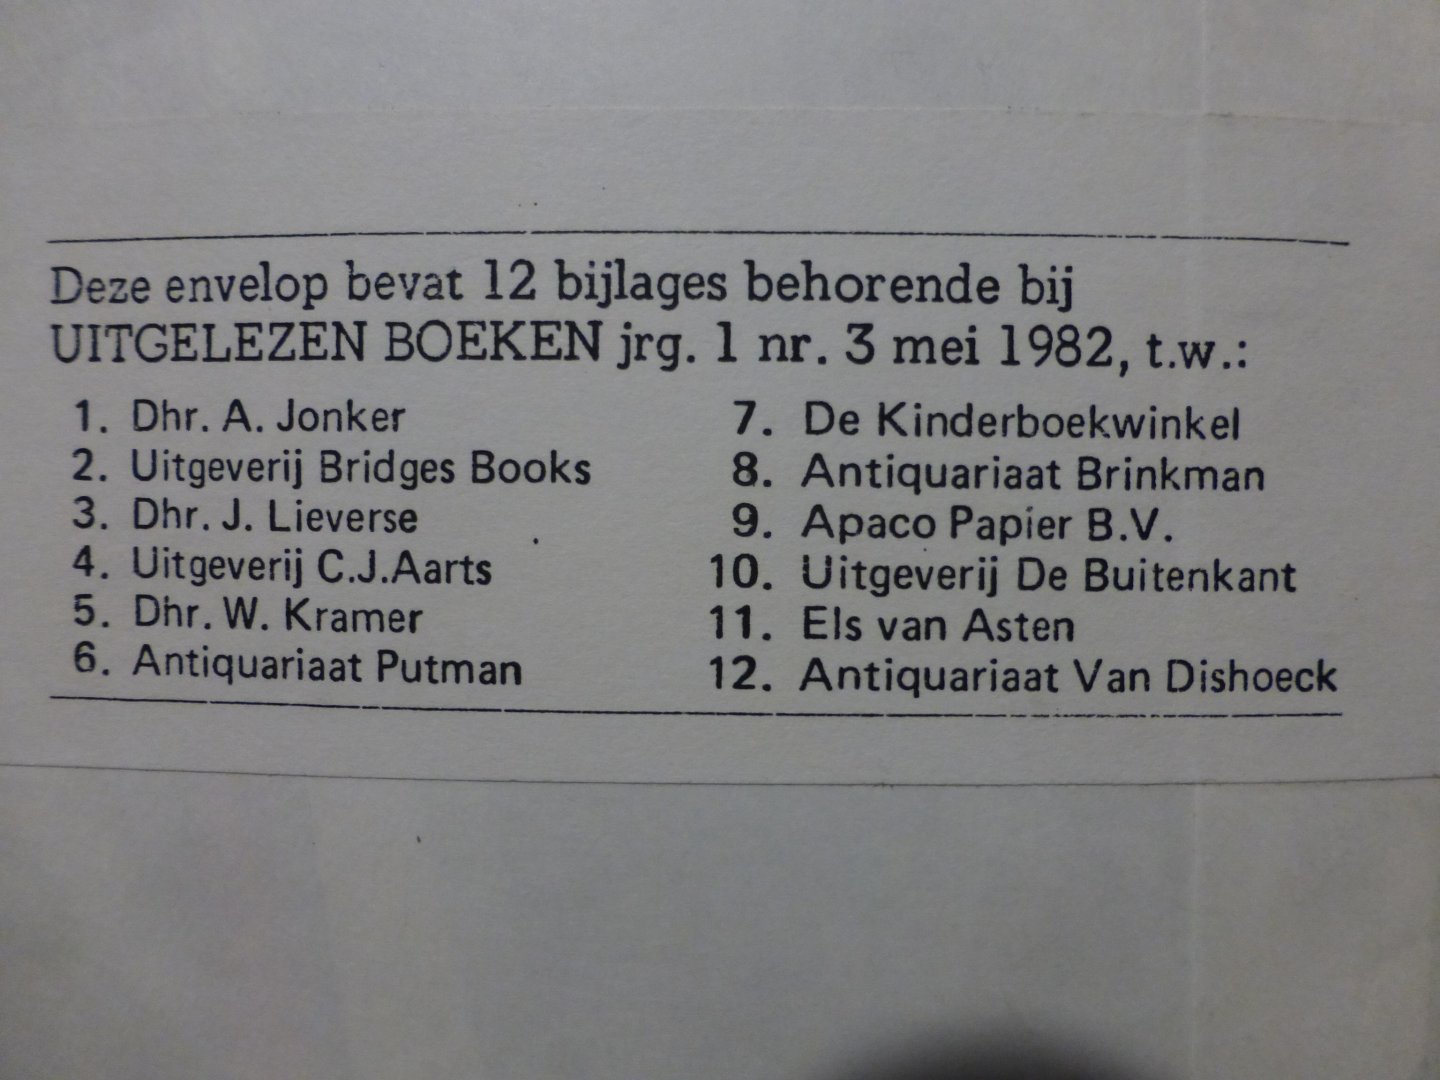 Deze envelop bevat 12 bijlages behorende bij
UITGELEZEN BOEKEN jrg. 1 nr. 3 mei 1982, t.w.:
1. Dhr. A. Jonker
2. Uitgeverij Bridges Books
3. Dhr. J. Lieverse
4. Uitgeverij C.J.Aarts
5. Dhr. W. Kramer
6. Antiquariaat Putman
7. De Kinderboekwinkel
8. Antiquariaat Brinkman
9. Apaco Papier B.V.
10. Uitgeverij De Buitenkant
11. Els van Asten
12. Antiquariaat Van Dishoeck